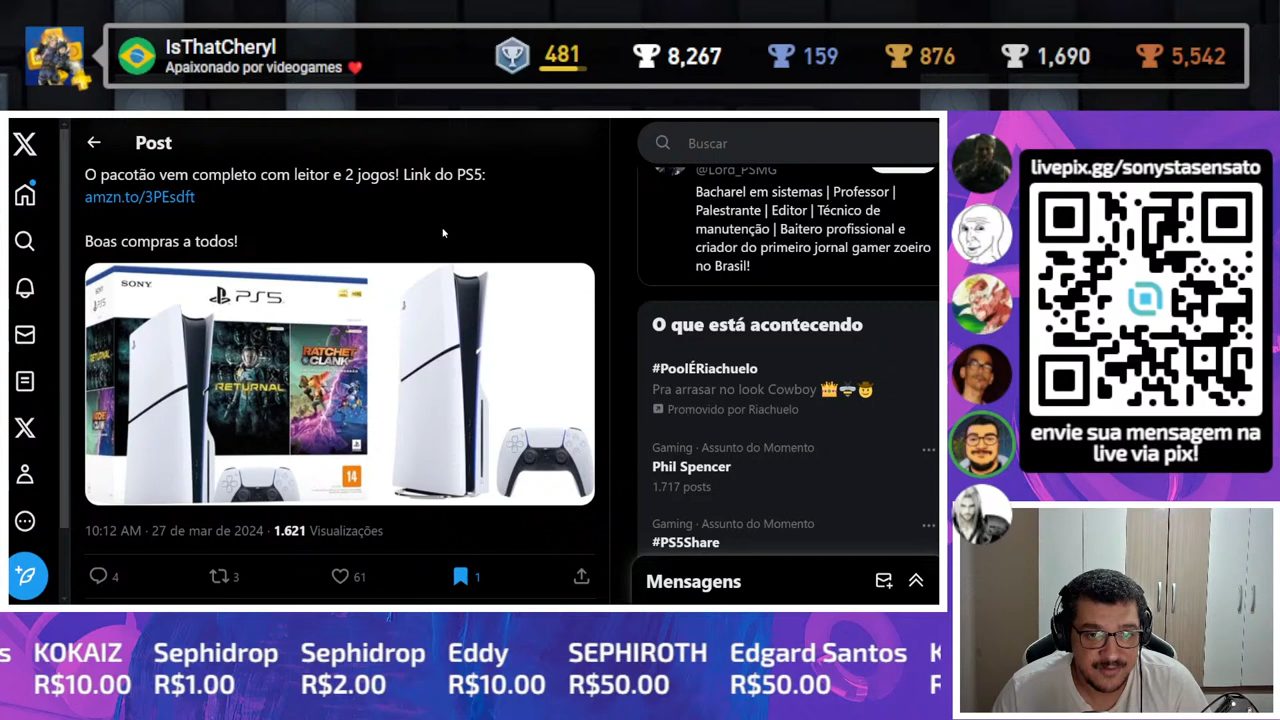 IsThatCheryl
Apaixonado por videogames ❤️
481
8,267
159
876
1,690
5,542
Post
O pacotão vem completo com leitor e 2 jogos! Link do PS5:
amzn.to/3PEsdft
Boas compras a todos!
SONY
PS5
RETURNAL
RATCHET
CLANK
14
10:12 AM · 27 de mar de 2024 · 1.621 Visualizações
4
3
61
1
Buscar
@Lord_PSMG
Bacharel em sistemas | Professor |
Palestrante | Editor | Técnico de
manutenção | Baitero profissional e
criador do primeiro jornal gamer zoeiro
no Brasil!
O que está acontecendo
#PoolÉRiachuelo
Pra arrasar no look Cowboy 👑🐝🤠
Promovido por Riachuelo
Gaming · Assunto do Momento
Phil Spencer
1.717 posts
Gaming · Assunto do Momento
#PS5Share
Mensagens
livepix.gg/sonystasensato
envie sua mensagem na
live via pix!
s KOKAIZ Sephidrop Sephidrop Eddy SEPHIROTH Edgard Santos K
R$10.00 R$1.00 R$2.00 R$10.00 R$50.00 R$50.00 R